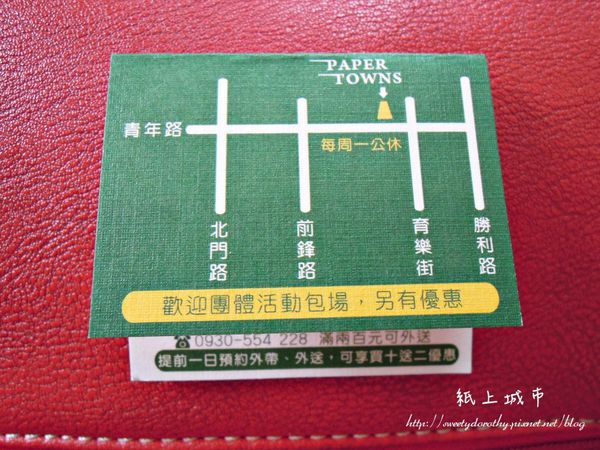 PAPER
TOWNS
青年路
每周一公休
北門路
前鋒路
育樂街
勝利路
歡迎團體活動包場，另有優惠
☎0930-554 228 滿兩百元可外送
提前一日預約外帶、外送，可享買十送二優惠
紙上城市
http://sweetydorothy.pixnet.net/blog